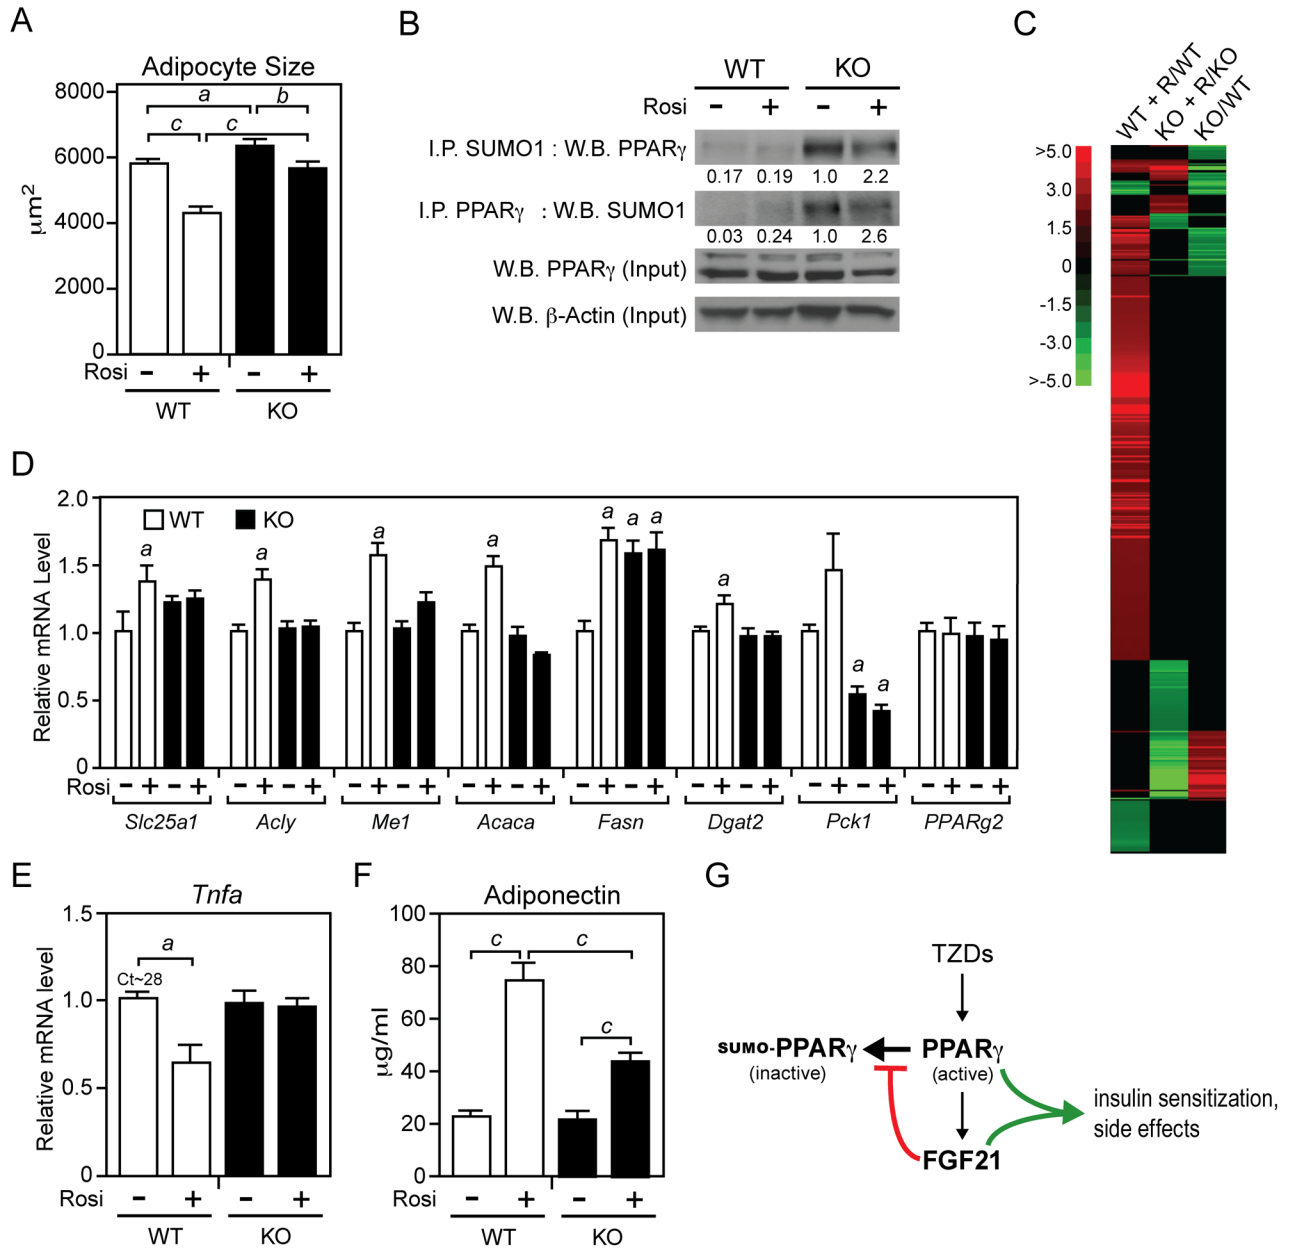 A
Adipocyte Size
8000
6000
4000
2000
0
μm2
a
b
c
c
Rosi − + − +
WT KO
B
WT KO
Rosi − + − +
I.P. SUMO1 : W.B. PPARγ
0.17 0.19 1.0 2.2
I.P. PPARγ : W.B. SUMO1
0.03 0.24 1.0 2.6
W.B. PPARγ (Input)
W.B. β-Actin (Input)
C
WT + R/WT
KO + R/KO
KO/WT
>5.0
3.0
1.5
0
-1.5
-3.0
>-5.0
D
2.0
1.5
1.0
0.5
0
Relative mRNA Level
WT KO
a
a
a
a
a a a
a
a a
Rosi − + − + − + − + − + − + − + − + − + − + − + − + − + − + − + − +
Slc25a1 Acly Me1 Acaca Fasn Dgat2 Pck1 PPARg2
E
Tnfa
1.5
1.0
0.5
0
Relative mRNA level
a
Ct~28
Rosi − + − +
WT KO
F
Adiponectin
100
80
60
40
20
0
μg/ml
c c
c
Rosi − + − +
WT KO
G
TZDs
SUMO-PPARγ
(inactive)
PPARγ
(active)
FGF21
insulin sensitization,
side effects